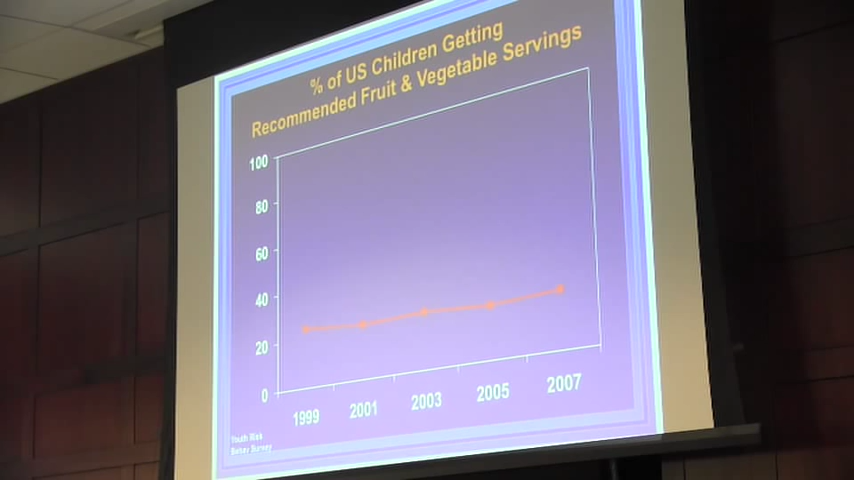 % of US Children Getting
Recommended Fruit & Vegetable Servings
100
80
60
40
20
0
1999 2001 2003 2005 2007
Youth Risk
Survey